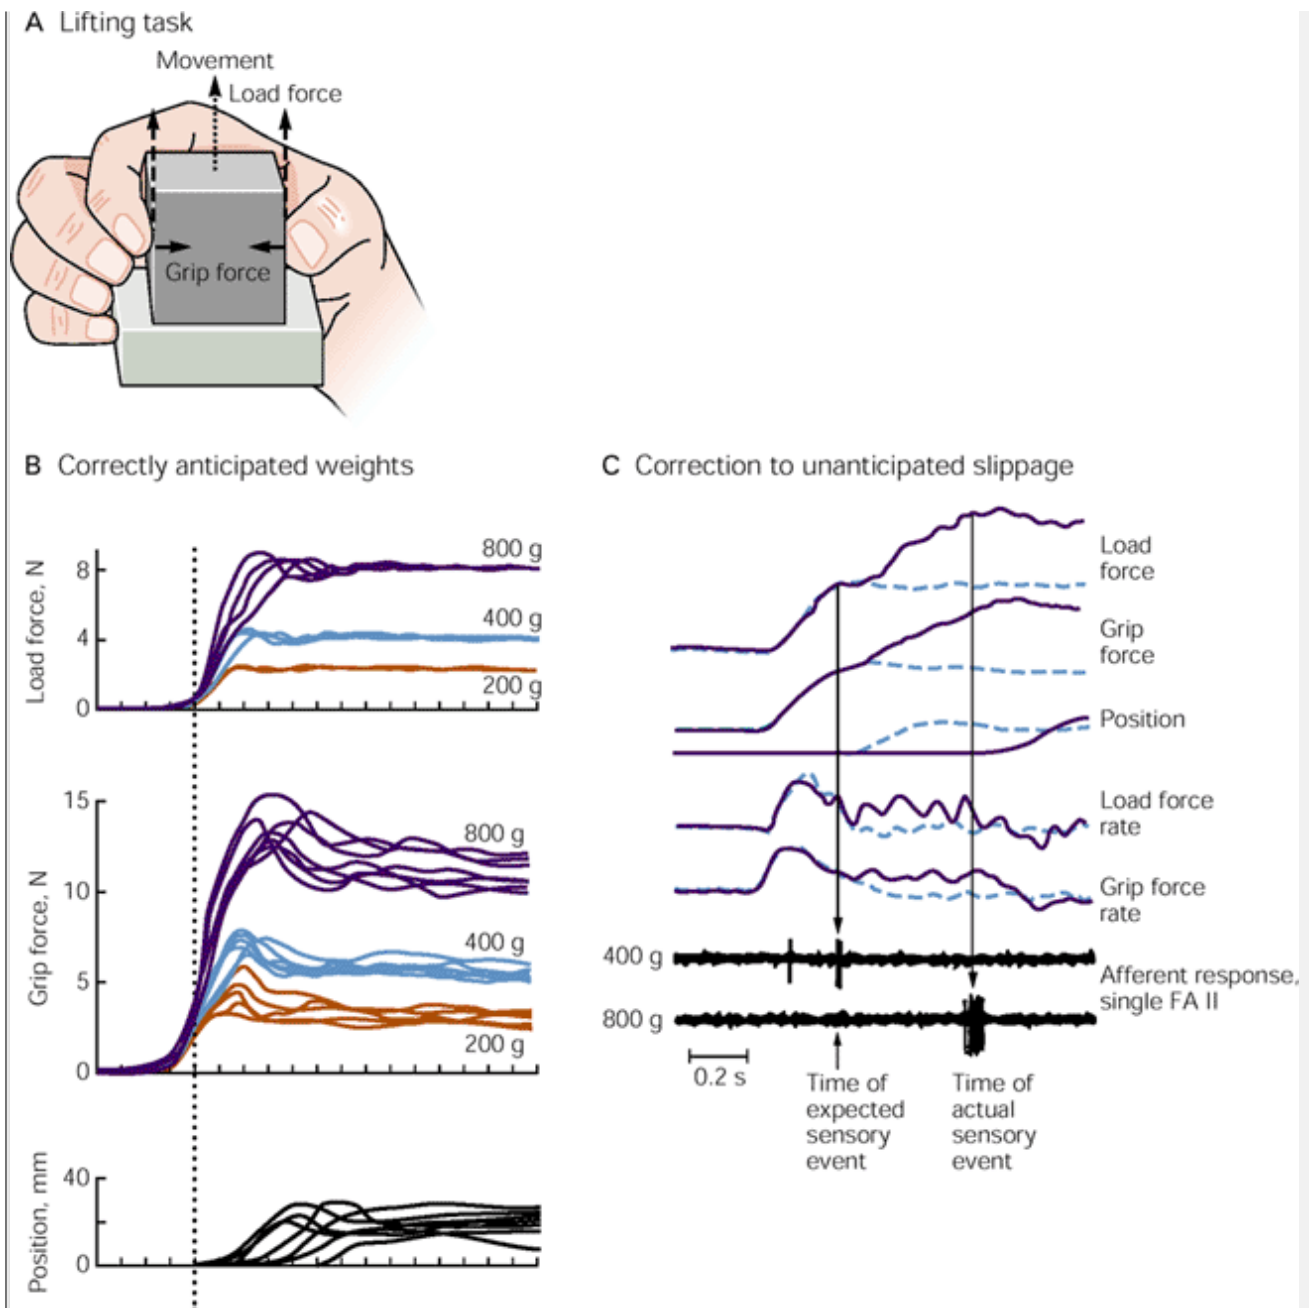 A Lifting task
Movement
Load force
Grip force
B Correctly anticipated weights
Load force, N
8
4
0
800 g
400 g
200 g
Grip force, N
15
10
5
0
800 g
400 g
200 g
Position, mm
40
20
0
C Correction to unanticipated slippage
Load
force
Grip
force
Position
Load force
rate
Grip force
rate
400 g
800 g
Afferent response,
single FA II
0.2 s
Time of
expected
sensory
event
Time of
actual
sensory
event